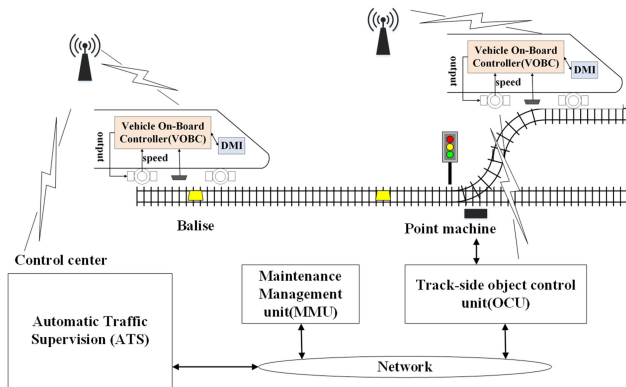 Vehicle On-Board
Controller(VOBC)
output
speed
DMI
Vehicle On-Board
Controller(VOBC)
output
speed
DMI
Balise
Point machine
Control center
Automatic Traffic
Supervision (ATS)
Maintenance
Management
unit(MMU)
Track-side object control
unit(OCU)
Network